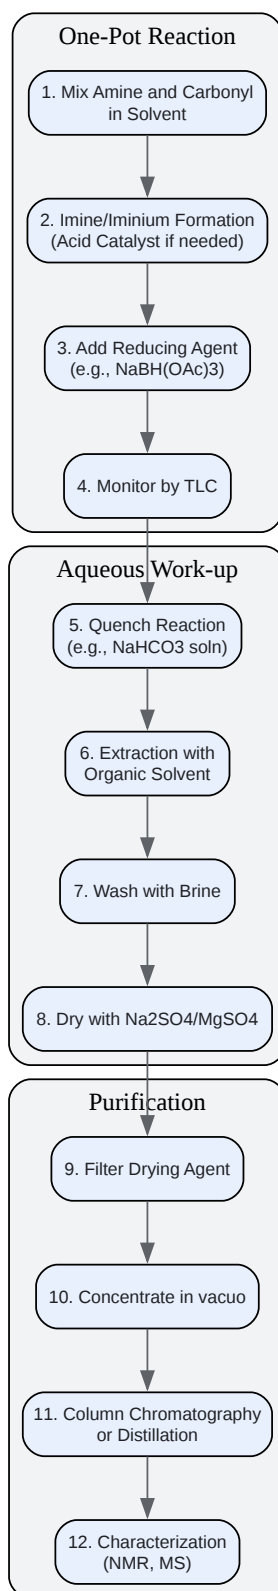 One-Pot Reaction
1. Mix Amine and Carbonyl
in Solvent
2. Imine/Iminium Formation
(Acid Catalyst if needed)
3. Add Reducing Agent
(e.g., NaBH(OAc)3)
4. Monitor by TLC
Aqueous Work-up
5. Quench Reaction
(e.g., NaHCO3 soln)
6. Extraction with
Organic Solvent
7. Wash with Brine
8. Dry with Na2SO4/MgSO4
Purification
9. Filter Drying Agent
10. Concentrate in vacuo
11. Column Chromatography
or Distillation
12. Characterization
(NMR, MS)